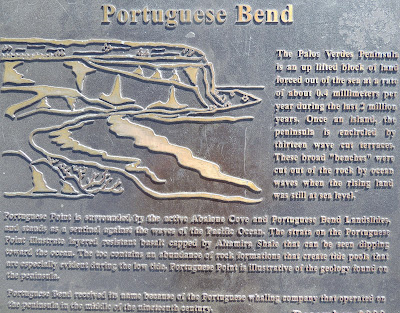 Portuguese Bend
The Palos Verdes Peninsula
is an up lifted block of land
forced out of the sea at a rate
of about 0.4 millimeters per
year during the last 2 million
years. Once an island, the
peninsula is encircled by
thirteen wave cut terraces.
These broad "benches" were
cut out of the rock by ocean
waves when the rising land
was still at sea level.
Portuguese Point is surrounded by the active Abalone Cove and Portuguese Bend Landslides,
and stands as a sentinel against the waves of the Pacific Ocean. The strata on the Portuguese
Point illustrate layered resistant basalt capped by Altamira Shale that can be seen dipping
toward the ocean. The toe contains an abundance of rock formations that create tide pools that
are especially evident during the low tide. Portuguese Point is illustrative of the geology found on
the peninsula.
Portuguese Bend received its name because of the Portuguese whaling company that operated on
the peninsula in the middle of the nineteenth century.